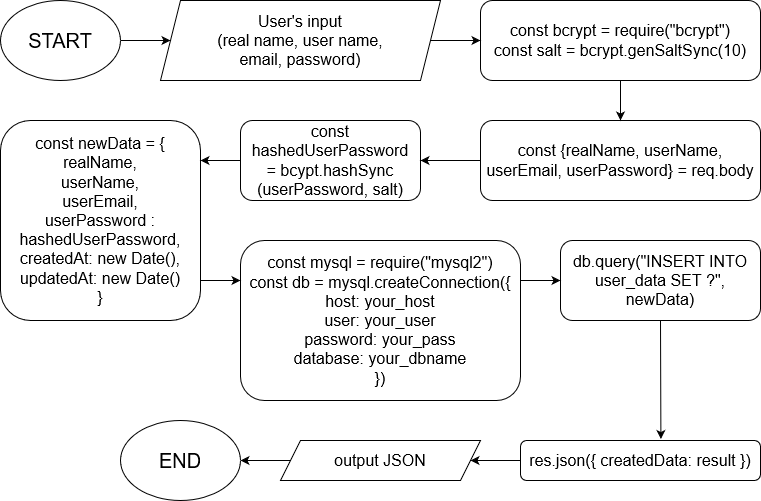 START
User's input
(real name, user name,
email, password)
const bcrypt = require("bcrypt")
const salt = bcrypt.genSaltSync(10)
const {realName, userName,
userEmail, userPassword} = req.body
const
hashedUserPassword
= bcypt.hashSync
(userPassword, salt)
const newData = {
realName,
userName,
userEmail,
userPassword :
hashedUserPassword,
createdAt: new Date(),
updatedAt: new Date()
}
const mysql = require("mysql2")
const db = mysql.createConnection({
host: your_host
user: your_user
password: your_pass
database: your_dbname
})
db.query("INSERT INTO
user_data SET ?",
newData)
res.json({ createdData: result })
output JSON
END